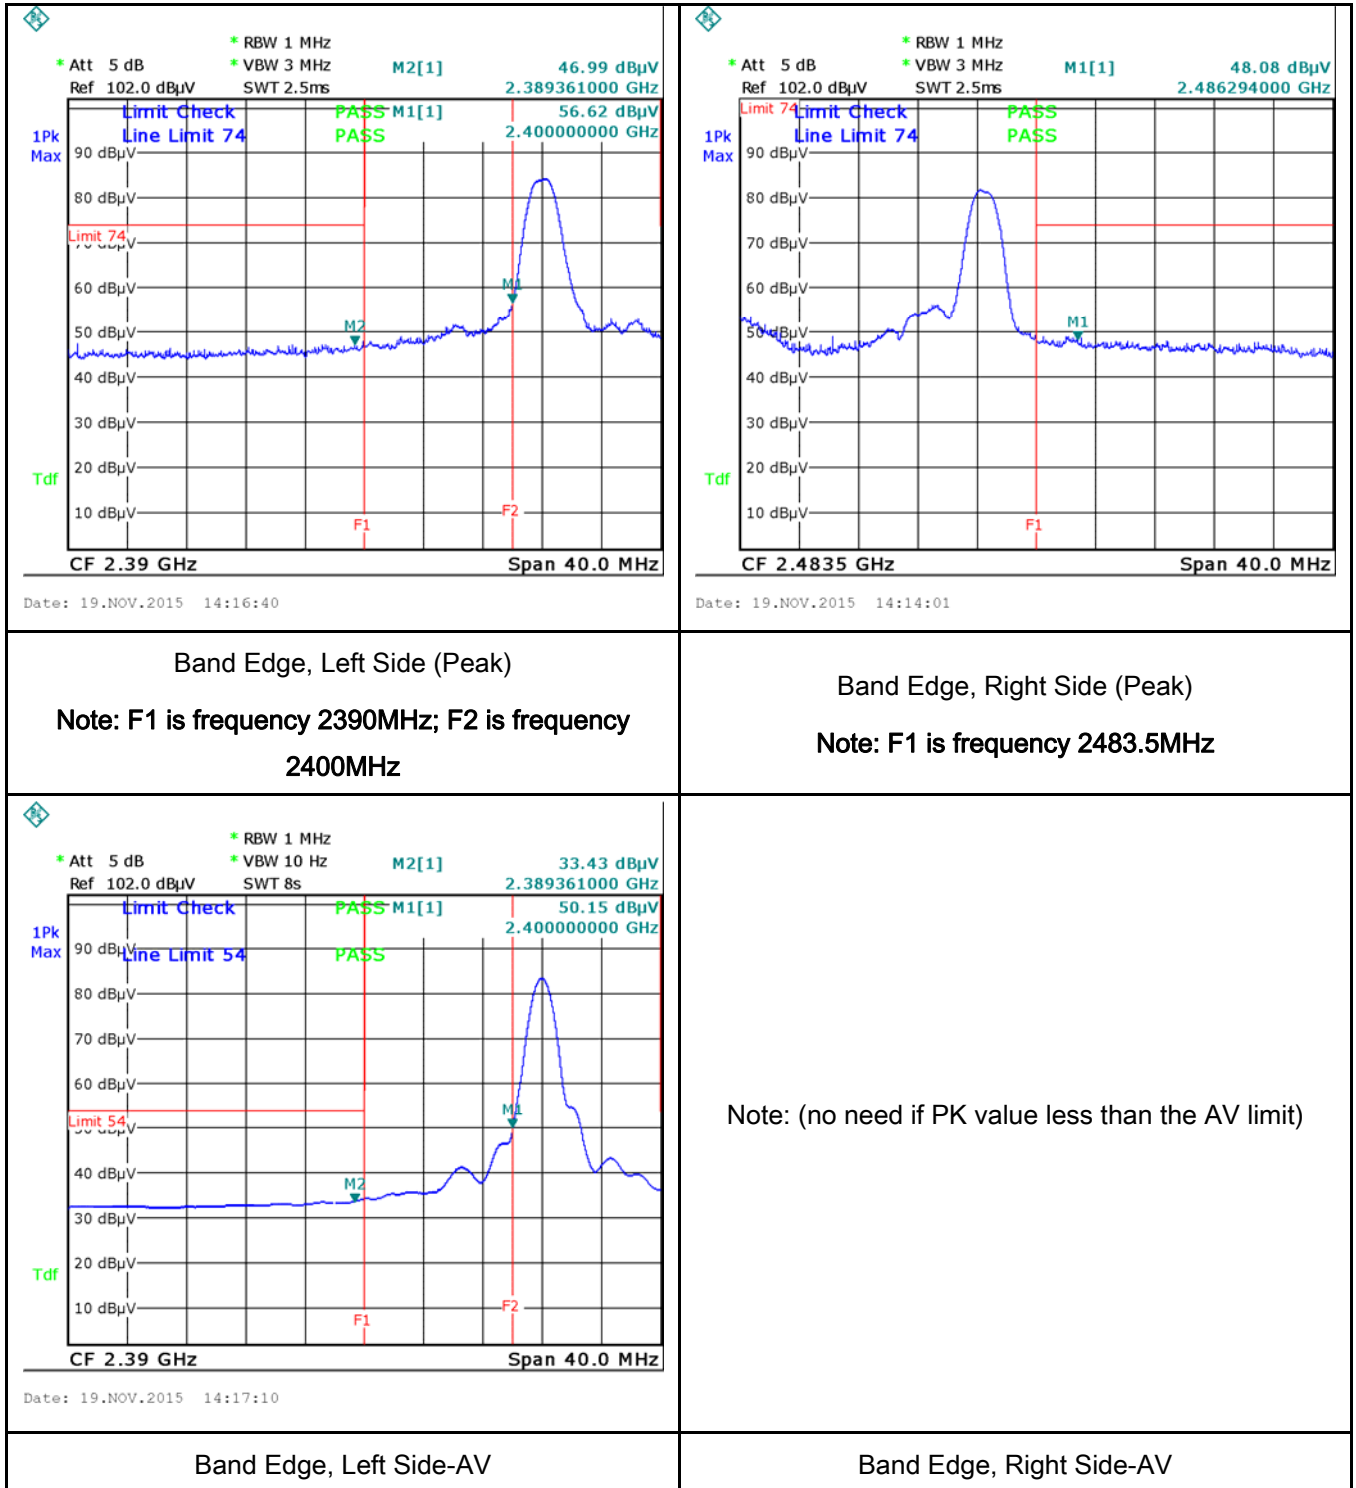 * RBW 1 MHz
* Att 5 dB * VBW 3 MHz M2[1] 46.99 dBµV
Ref 102.0 dBµV SWT 2.5ms 2.389361000 GHz
Limit Check PASS M1[1] 56.62 dBµV
1Pk Line Limit 74 PASS 2.400000000 GHz
Max 90 dBµV
80 dBµV
Limit 74
70 dBµV
60 dBµV
M1
50 dBµV
M2
40 dBµV
30 dBµV
20 dBµV
Tdf
10 dBµV
F1 F2
CF 2.39 GHz Span 40.0 MHz
Date: 19.NOV.2015 14:16:40
* RBW 1 MHz
* Att 5 dB * VBW 3 MHz M1[1] 48.08 dBµV
Ref 102.0 dBµV SWT 2.5ms 2.486294000 GHz
Limit 74 Limit Check PASS
1Pk Line Limit 74 PASS
Max 90 dBµV
80 dBµV
70 dBµV
60 dBµV
50 dBµV
M1
40 dBµV
30 dBµV
20 dBµV
Tdf
10 dBµV
F1
CF 2.4835 GHz Span 40.0 MHz
Date: 19.NOV.2015 14:14:01
Band Edge, Left Side (Peak)
Note: F1 is frequency 2390MHz; F2 is frequency
2400MHz
Band Edge, Right Side (Peak)
Note: F1 is frequency 2483.5MHz
* RBW 1 MHz
* Att 5 dB * VBW 10 Hz M2[1] 33.43 dBµV
Ref 102.0 dBµV SWT 8s 2.389361000 GHz
Limit Check PASS M1[1] 50.15 dBµV
1Pk 2.400000000 GHz
Max 90 dBµV Line Limit 54 PASS
80 dBµV
70 dBµV
60 dBµV
M1
Limit 54
50 dBµV
40 dBµV
M2
30 dBµV
20 dBµV
Tdf
10 dBµV
F1 F2
CF 2.39 GHz Span 40.0 MHz
Date: 19.NOV.2015 14:17:10
Note: (no need if PK value less than the AV limit)
Band Edge, Left Side-AV
Band Edge, Right Side-AV